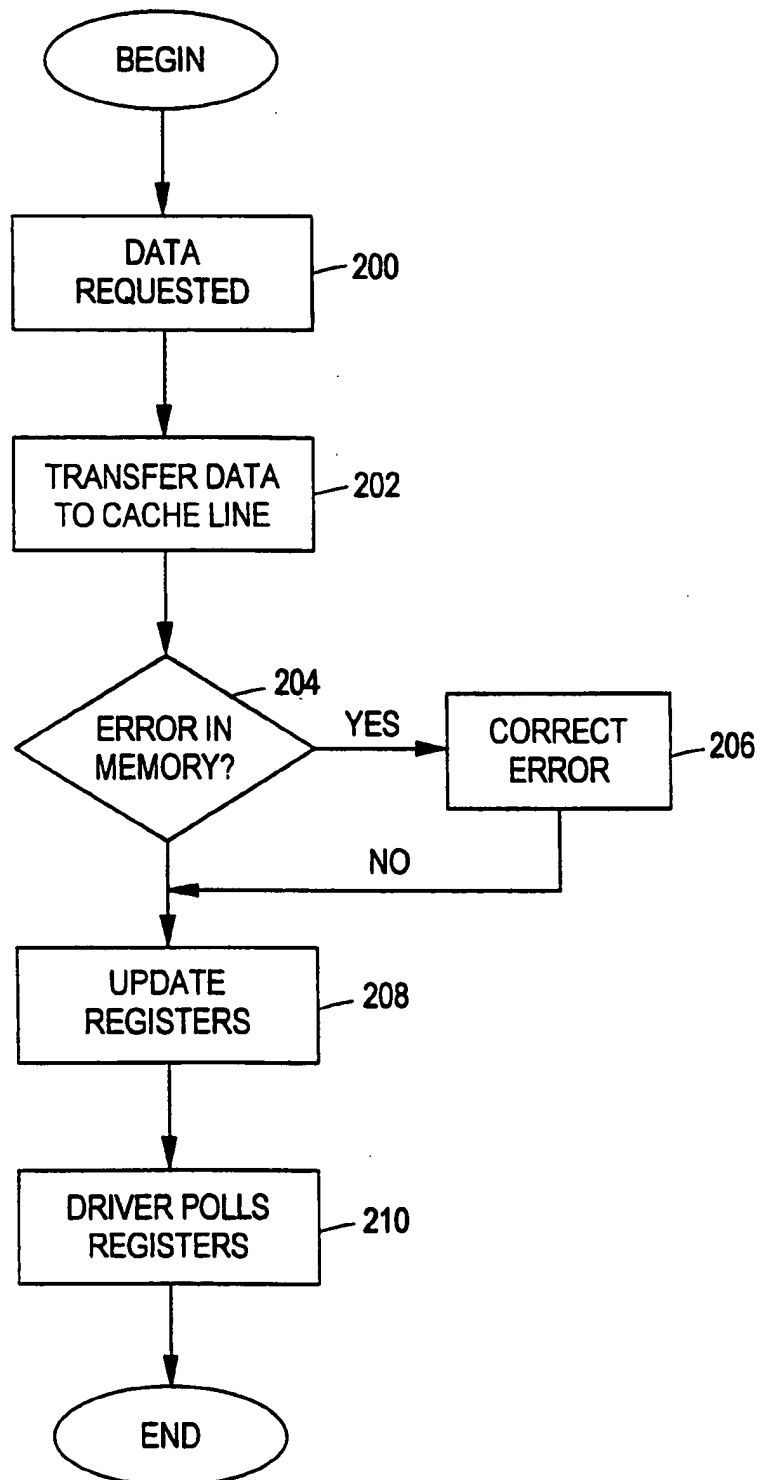 BEGIN
DATA
REQUESTED
200
TRANSFER DATA
TO CACHE LINE
202
204
ERROR IN
MEMORY?
YES
CORRECT
ERROR
206
NO
UPDATE
REGISTERS
208
DRIVER POLLS
REGISTERS
210
END